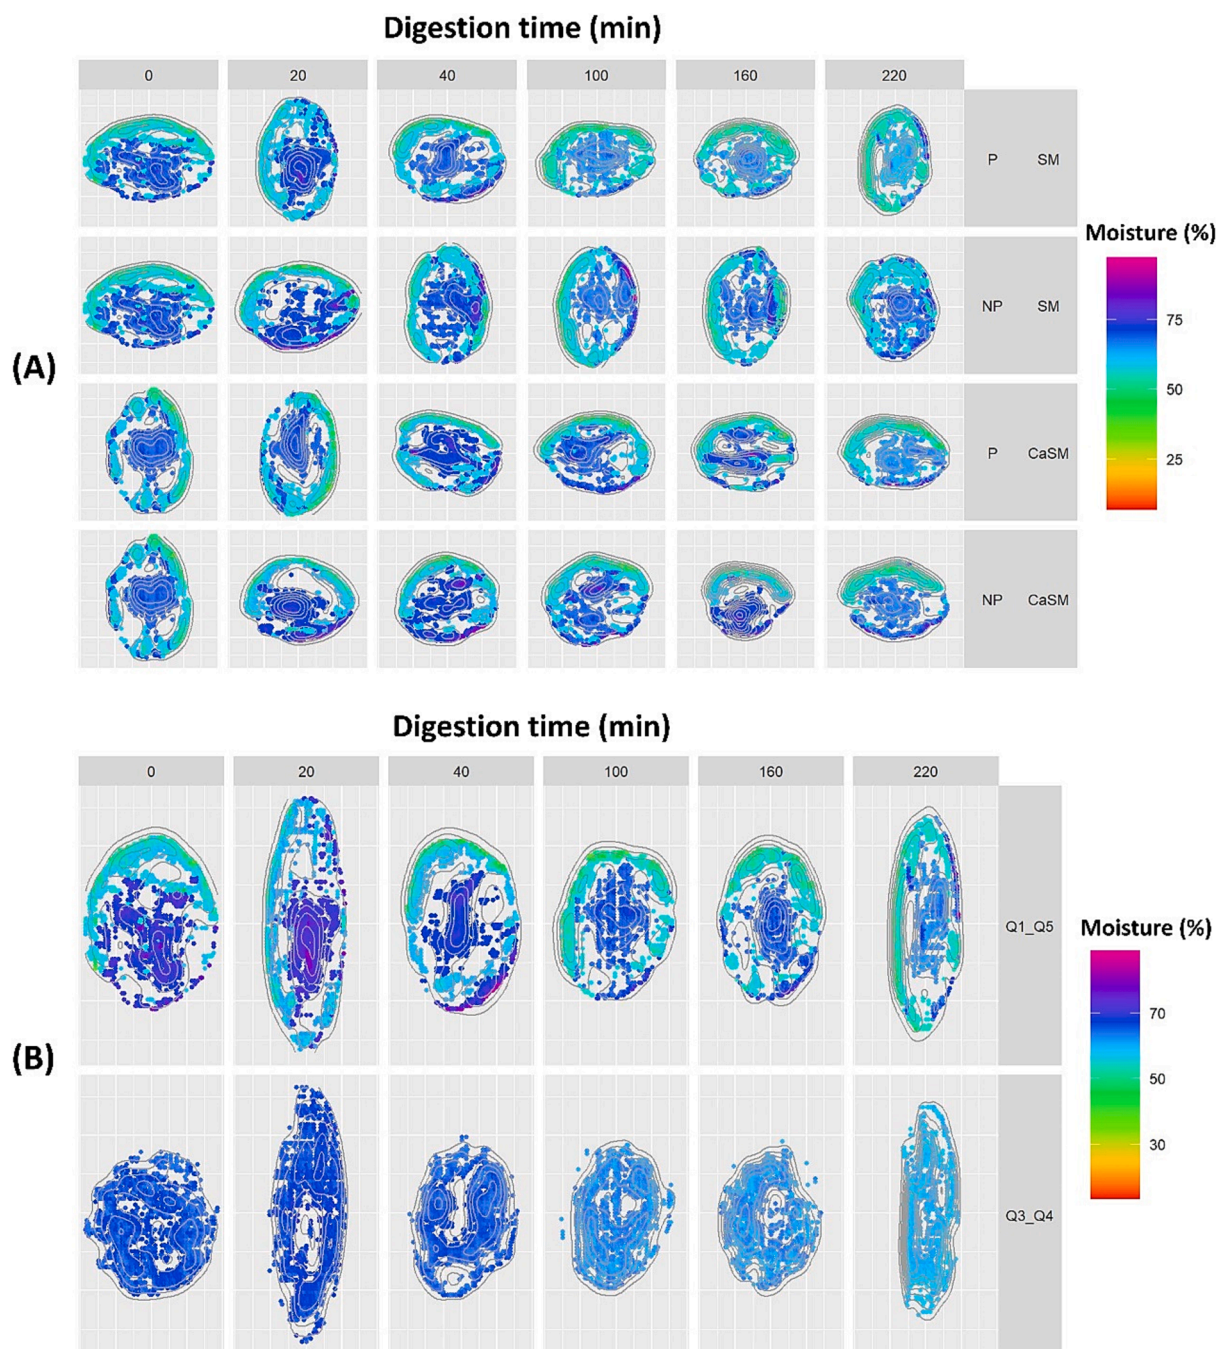 Digestion time (min)
0 20 40 100 160 220
P SM
NP SM
P CaSM
NP CaSM
(A)
Moisture (%)
75
50
25
Digestion time (min)
0 20 40 100 160 220
Q1_Q5
Q3_Q4
(B)
Moisture (%)
70
50
30